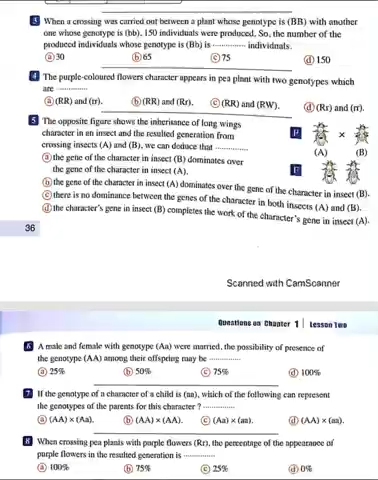 3 When a crossing was carried out between a plant whose genotype is (BB) with another
one whose genotype is (bb), 150 individuals were produced. So, the number of the
produced individuals whose genotype is (Bb) is ............... individuals.
ⓐ 30 ⓑ 65 ⓒ 75 ⓓ 150
4 The purple-coloured flowers character appears in pea plant with two genotypes which
are ...............
ⓐ (RR) and (rr). ⓑ (RR) and (Rr). ⓒ (RR) and (RW). ⓓ (Rr) and (rr).
5 The opposite figure shows the inheritance of long wings
character in an insect and the resulted generation from
crossing insects (A) and (B), we can deduce that ...............
P ×
(A) (B)
ⓐ the gene of the character in insect (B) dominates over
the gene of the character in insect (A).
ⓑ the gene of the character in insect (A) dominates over the gene of the character in insect (B).
ⓒ there is no dominance between the genes of the character in both insects (A) and (B).
ⓓ the character's gene in insect (B) completes the work of the character's gene in insect (A).
36
Scanned with CamScanner
Questions on Chapter 1 | Lesson Two
6 A male and female with genotype (Aa) were married, the possibility of presence of
the genotype (AA) among their offspring may be ...............
ⓐ 25% ⓑ 50% ⓒ 75% ⓓ 100%
7 If the genotype of a character of a child is (aa), which of the following can represent
the genotypes of the parents for this character ? ...............
ⓐ (AA) × (Aa). ⓑ (AA) × (AA). ⓒ (Aa) × (aa). ⓓ (AA) × (aa).
8 When crossing pea plants with purple flowers (Rr), the percentage of the appearance of
purple flowers in the resulted generation is ...............
ⓐ 100% ⓑ 75% ⓒ 25% ⓓ 0%